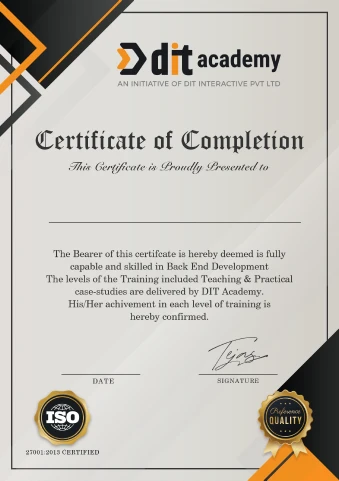 dit academy
AN INITIATIVE OF DIT INTERACTIVE PVT LTD
Certificate of Completion
This Certificate is Proudly Presented to
The Bearer of this certifcate is hereby deemed is fully
capable and skilled in Back End Development
The levels of the Training included Teaching & Practical
case-studies are delivered by DIT Academy.
His/Her achivement in each level of training is
hereby confirmed.
Tejas
DATE
SIGNATURE
ISO
Preference
QUALITY
27001:2013 CERTIFIED